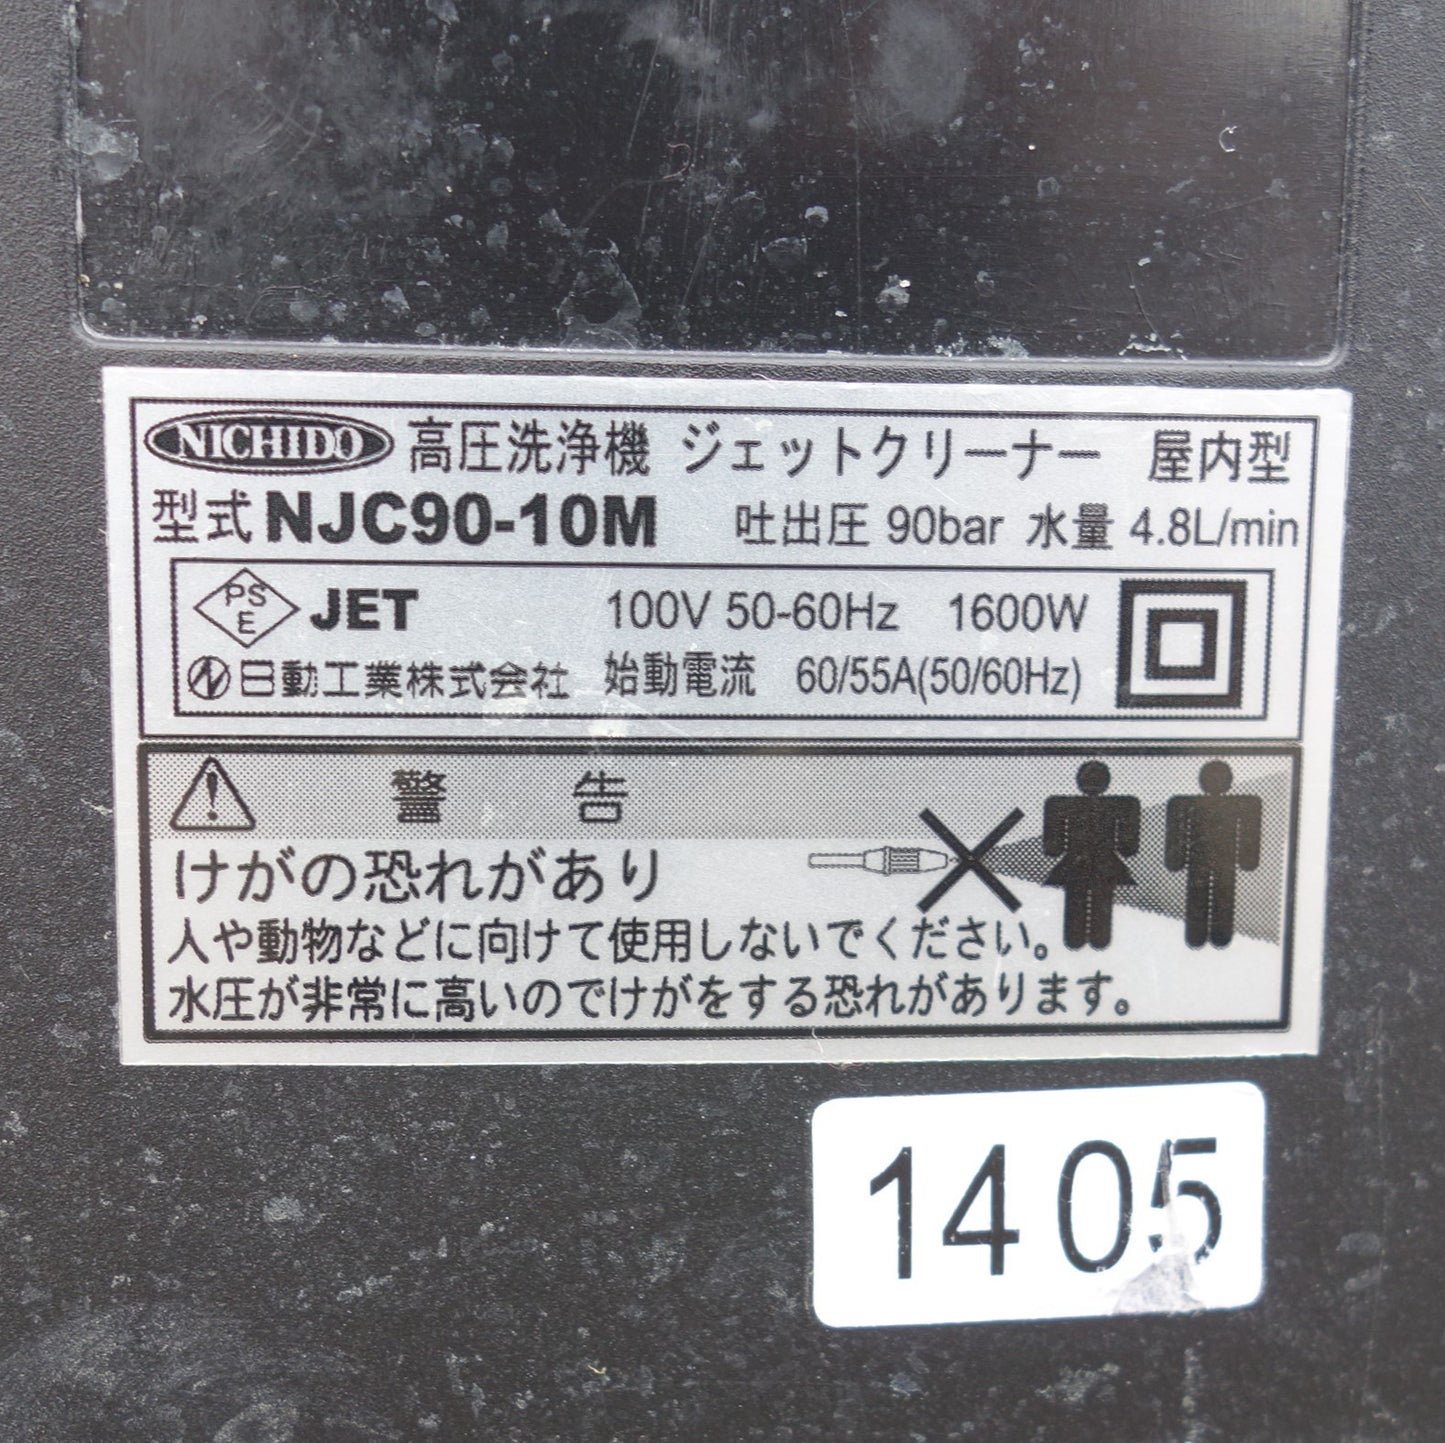 NICHIDO 高圧洗浄機 ジェットクリーナー 屋内型
型式 NJC90-10M 吐出圧 90bar 水量 4.8L/min
PSE JET 100V 50-60Hz 1600W
日動工業株式会社 始動電流 60/55A(50/60Hz)
警告
けがの恐れがあり
人や動物などに向けて使用しないでください。
水圧が非常に高いのでけがをする恐れがあります。
1405